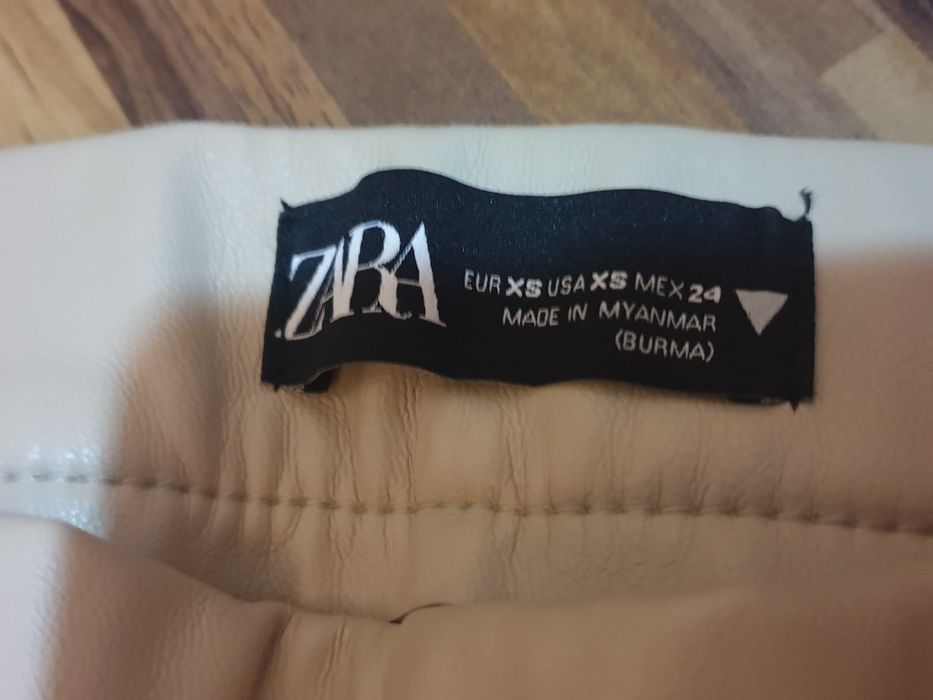 ZARA
EUR XS USA XS MEX 24
MADE IN MYANMAR
(BURMA)